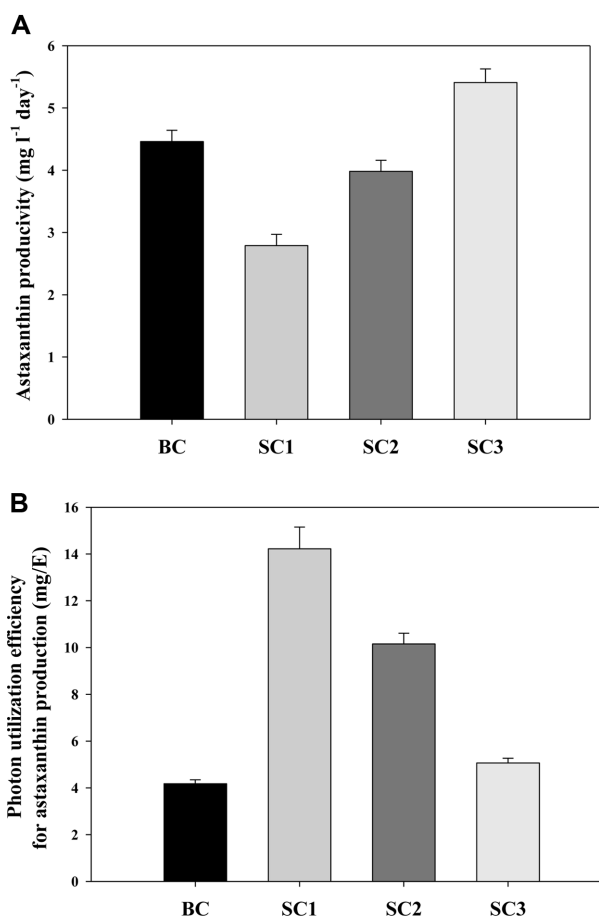 A
Astaxanthin producivity (mg l⁻¹ day⁻¹)
6
5
4
3
2
1
0
BC SC1 SC2 SC3
B
Photon utilization efficiency
for astaxanthin production (mg/E)
16
14
12
10
8
6
4
2
0
BC SC1 SC2 SC3